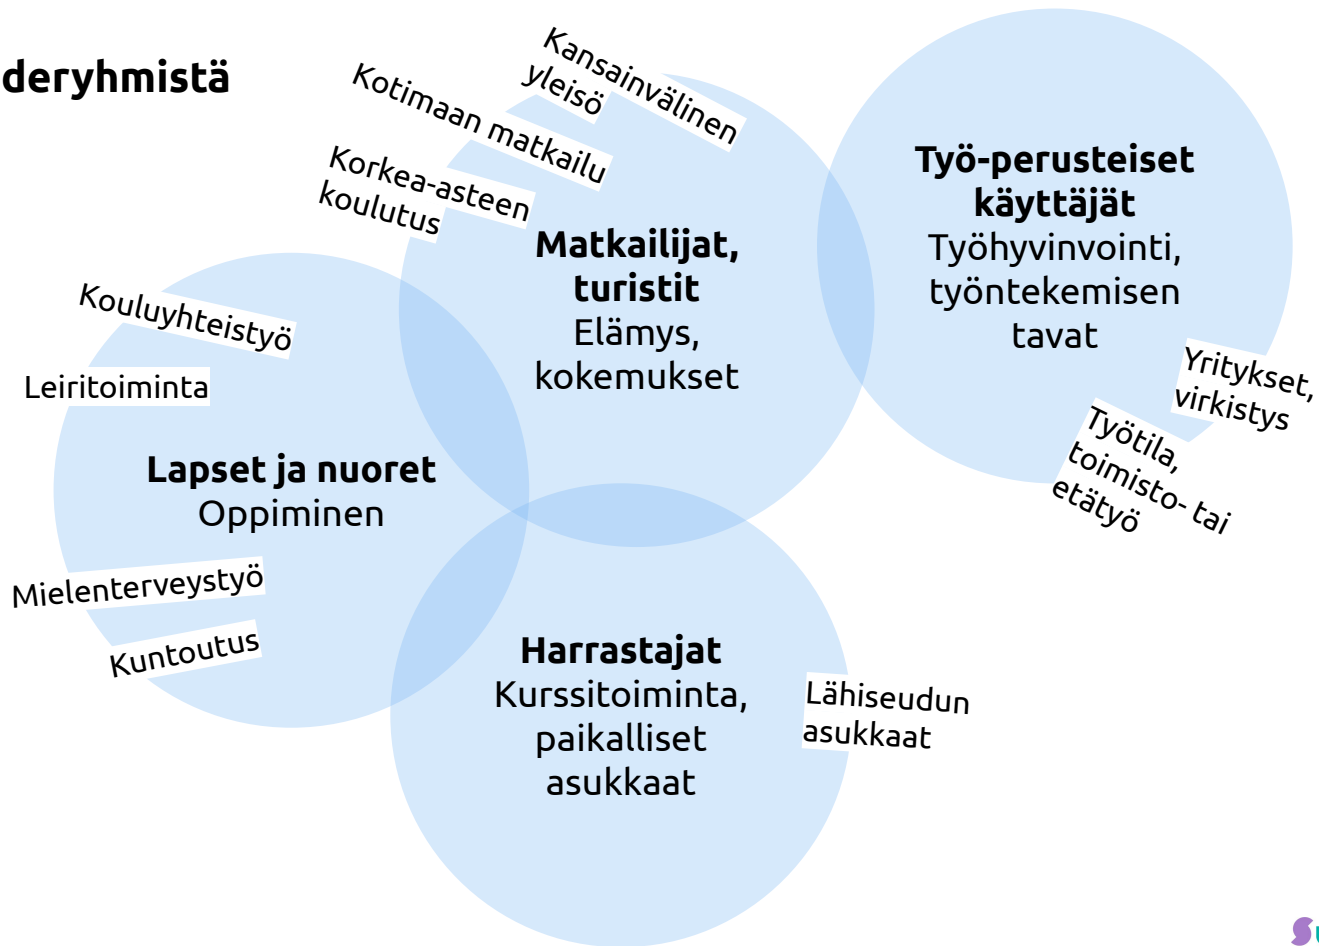 deryhmistä
Kansainvälinen
yleisö
Kotimaan matkailu
Korkea-asteen
koulutus
Matkailijat,
turistit
Elämys,
kokemukset
Työ-perusteiset
käyttäjät
Työhyvinvointi,
työntekemisen
tavat
Yritykset,
virkistys
Työtila,
toimisto- tai
etätyö
Kouluyhteistyö
Leiritoiminta
Lapset ja nuoret
Oppiminen
Mielenterveystyö
Kuntoutus
Harrastajat
Kurssitoiminta,
paikalliset
asukkaat
Lähiseudun
asukkaat